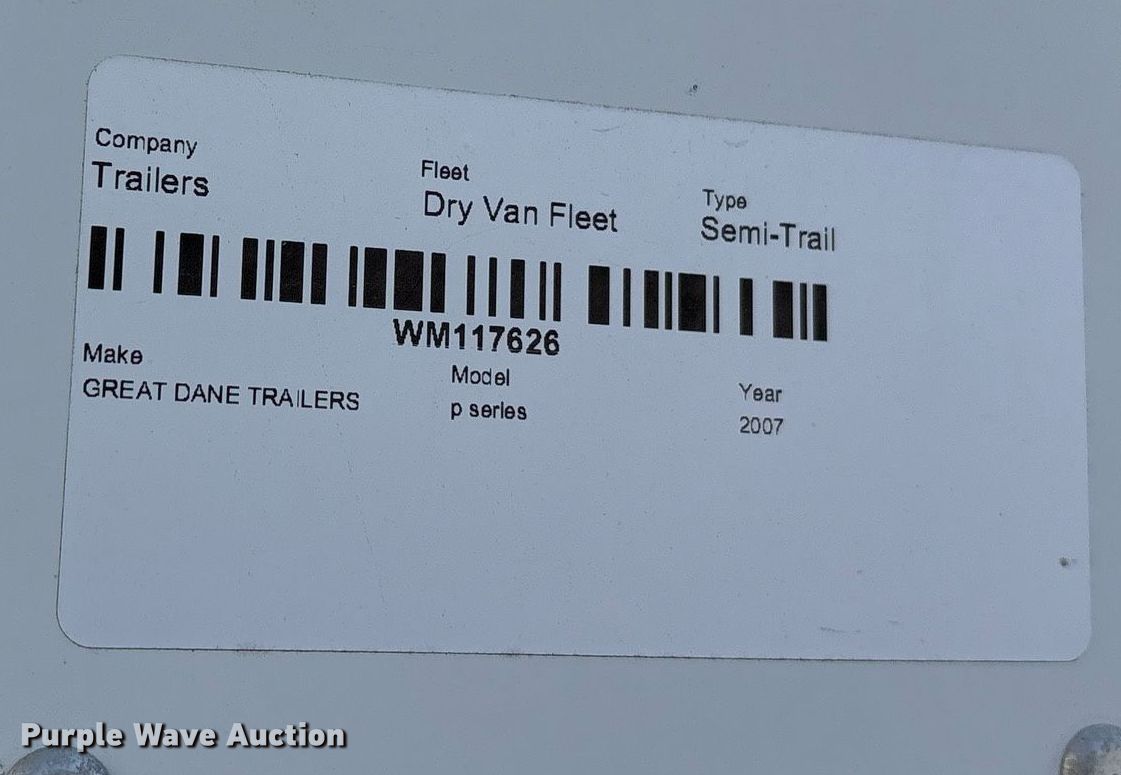 Company
Trailers
Fleet
Dry Van Fleet
Type
Semi-Trail
WM117626
Make
GREAT DANE TRAILERS
Model
p series
Year
2007
Purple Wave Auction